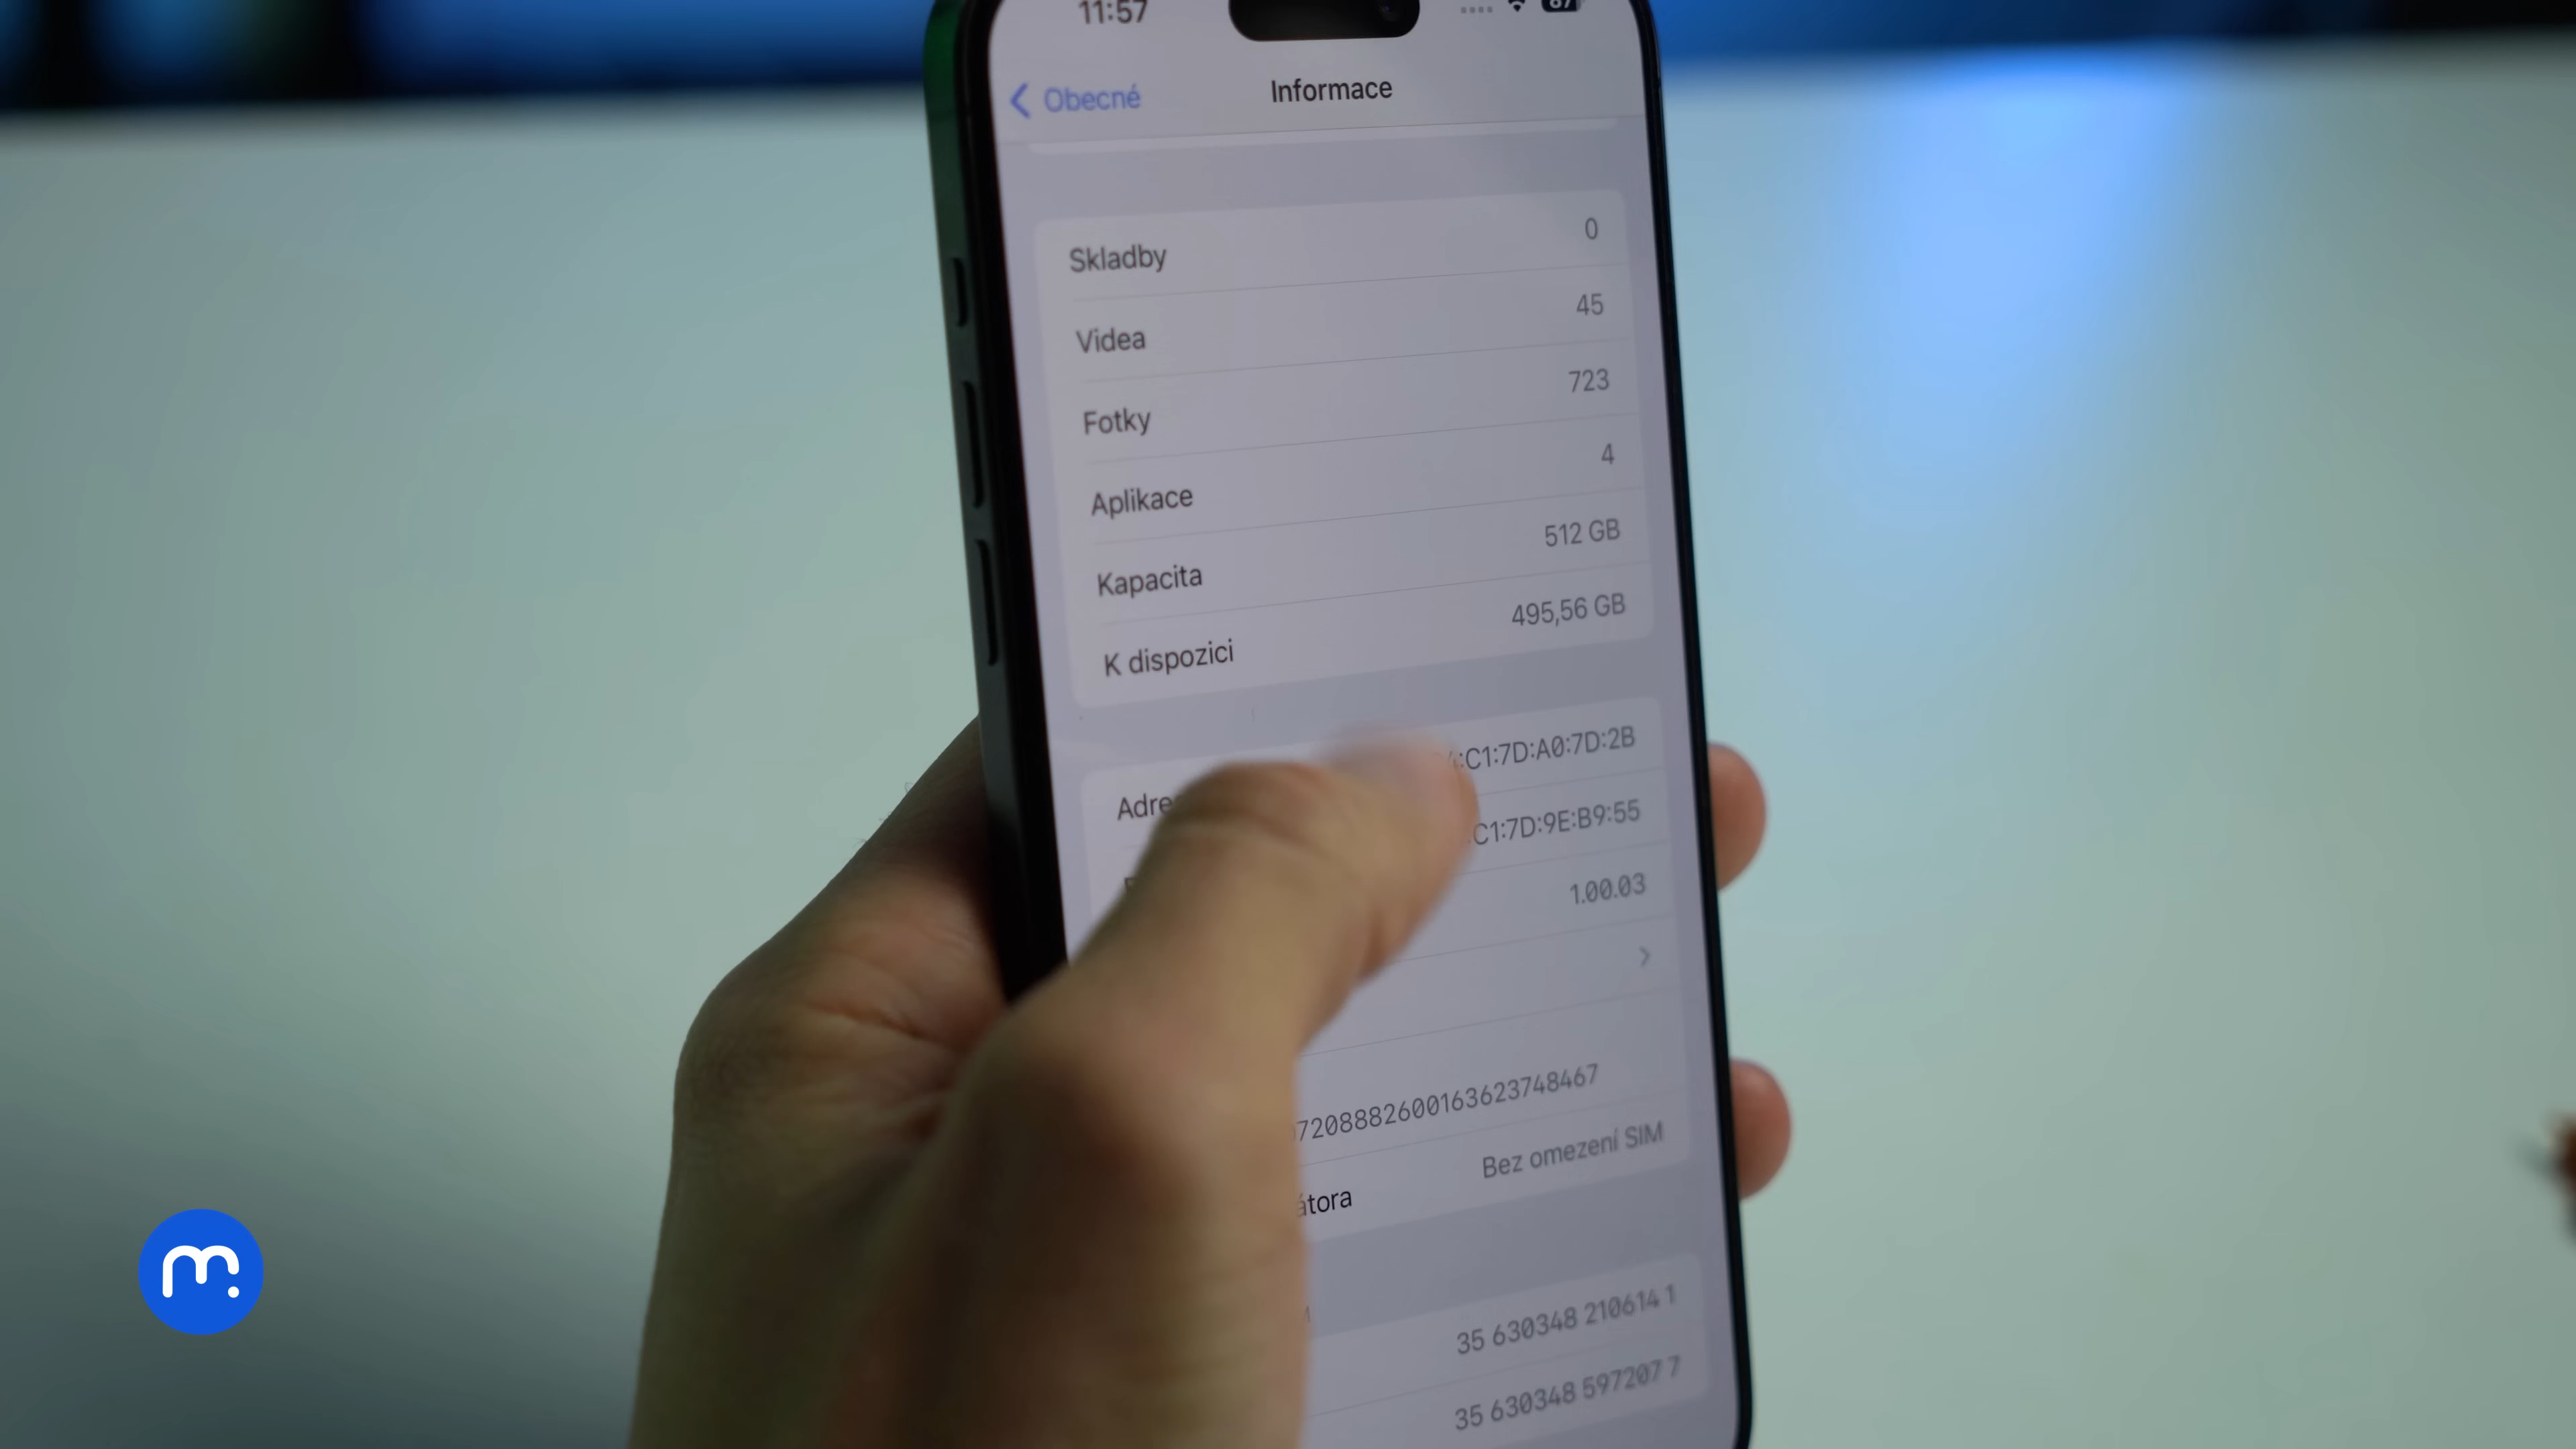 11:57
87
Obecné
Informace
Skladby 0
Videa 45
Fotky 723
Aplikace 4
Kapacita 512 GB
K dispozici 495,56 GB
Adre :C1:7D:A0:7D:2B
C1:7D:9E:B9:55
1.00.03
7208882600163623748467
átora Bez omezení SIM
35 630348 210614 1
35 630348 597207 7
m.